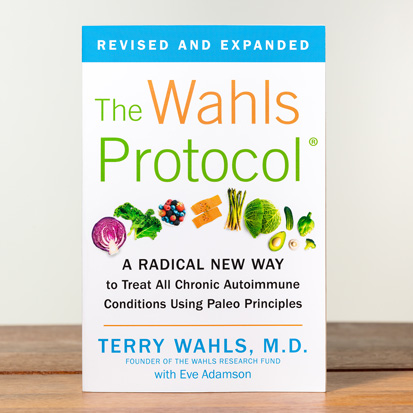 REVISED AND EXPANDED
The Wahls
Protocol®
A RADICAL NEW WAY
to Treat All Chronic Autoimmune
Conditions Using Paleo Principles
TERRY WAHLS, M.D.
FOUNDER OF THE WAHLS RESEARCH FUND
with Eve Adamson